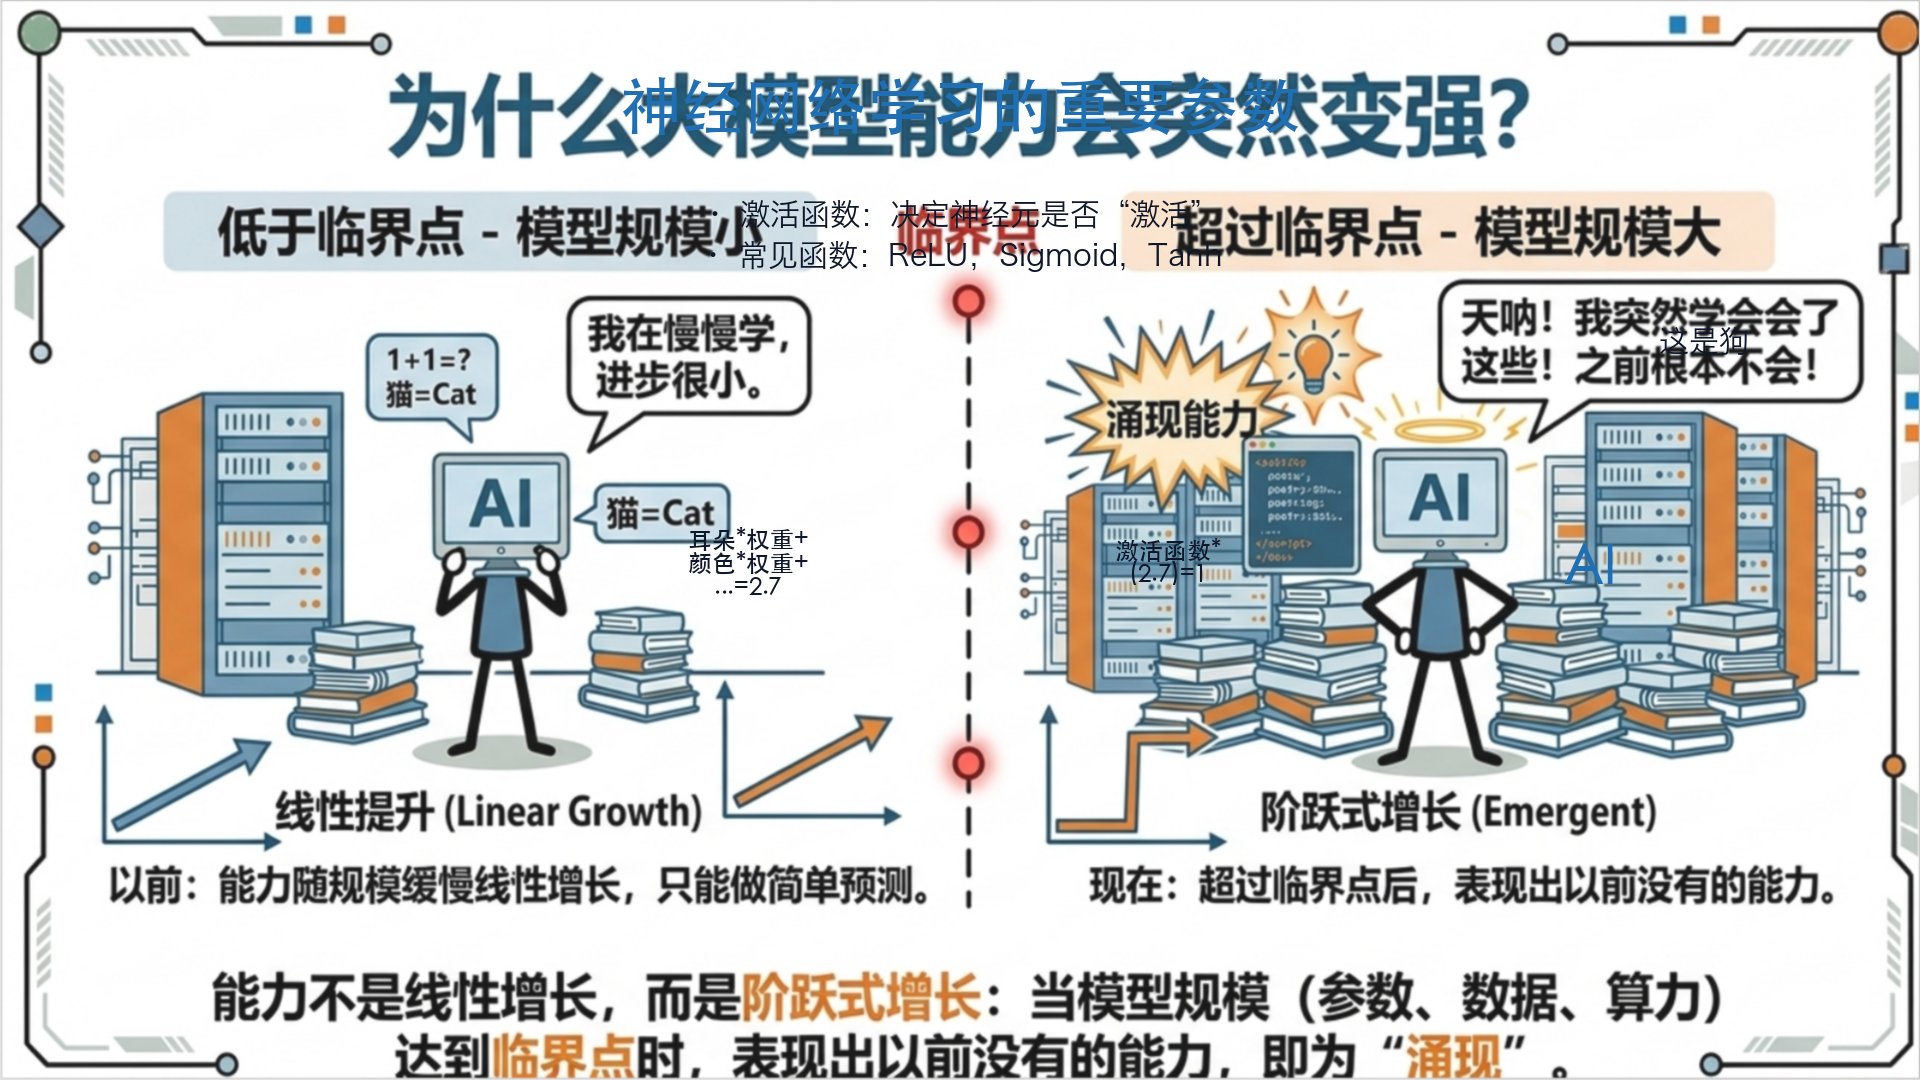 为什么大模型能力会突然变强?
神经网络学习的重要参数
低于临界点 - 模型规模小
临界点
超过临界点 - 模型规模大
· 激活函数：决定神经元是否“激活”
· 常见函数：ReLU，Sigmoid，Tanh
我在慢慢学，
进步很小。
1+1=?
猫=Cat
AI
猫=Cat
耳朵*权重+
颜色*权重+
...=2.7
天呐！我突然学会会了
这些！之前根本不会！
这是狗
涌现能力
AI
激活函数*
(2.7)=1
AI
线性提升 (Linear Growth)
阶跃式增长 (Emergent)
以前：能力随规模缓慢线性增长，只能做简单预测。
现在：超过临界点后，表现出以前没有的能力。
能力不是线性增长，而是阶跃式增长：当模型规模（参数、数据、算力）
达到临界点时，表现出以前没有的能力，即为“涌现”。